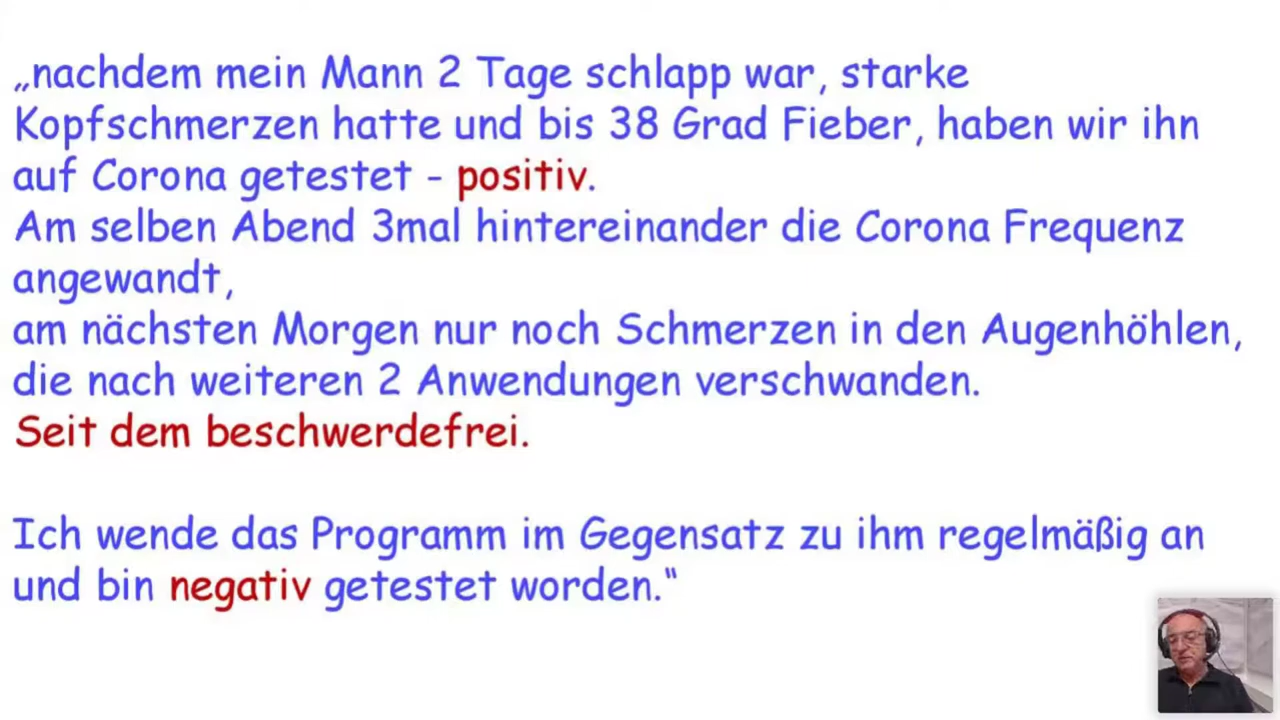 „nachdem mein Mann 2 Tage schlapp war, starke
Kopfschmerzen hatte und bis 38 Grad Fieber, haben wir ihn
auf Corona getestet - positiv.
Am selben Abend 3mal hintereinander die Corona Frequenz
angewandt,
am nächsten Morgen nur noch Schmerzen in den Augenhöhlen,
die nach weiteren 2 Anwendungen verschwanden.
Seit dem beschwerdefrei.
Ich wende das Programm im Gegensatz zu ihm regelmäßig an
und bin negativ getestet worden.“